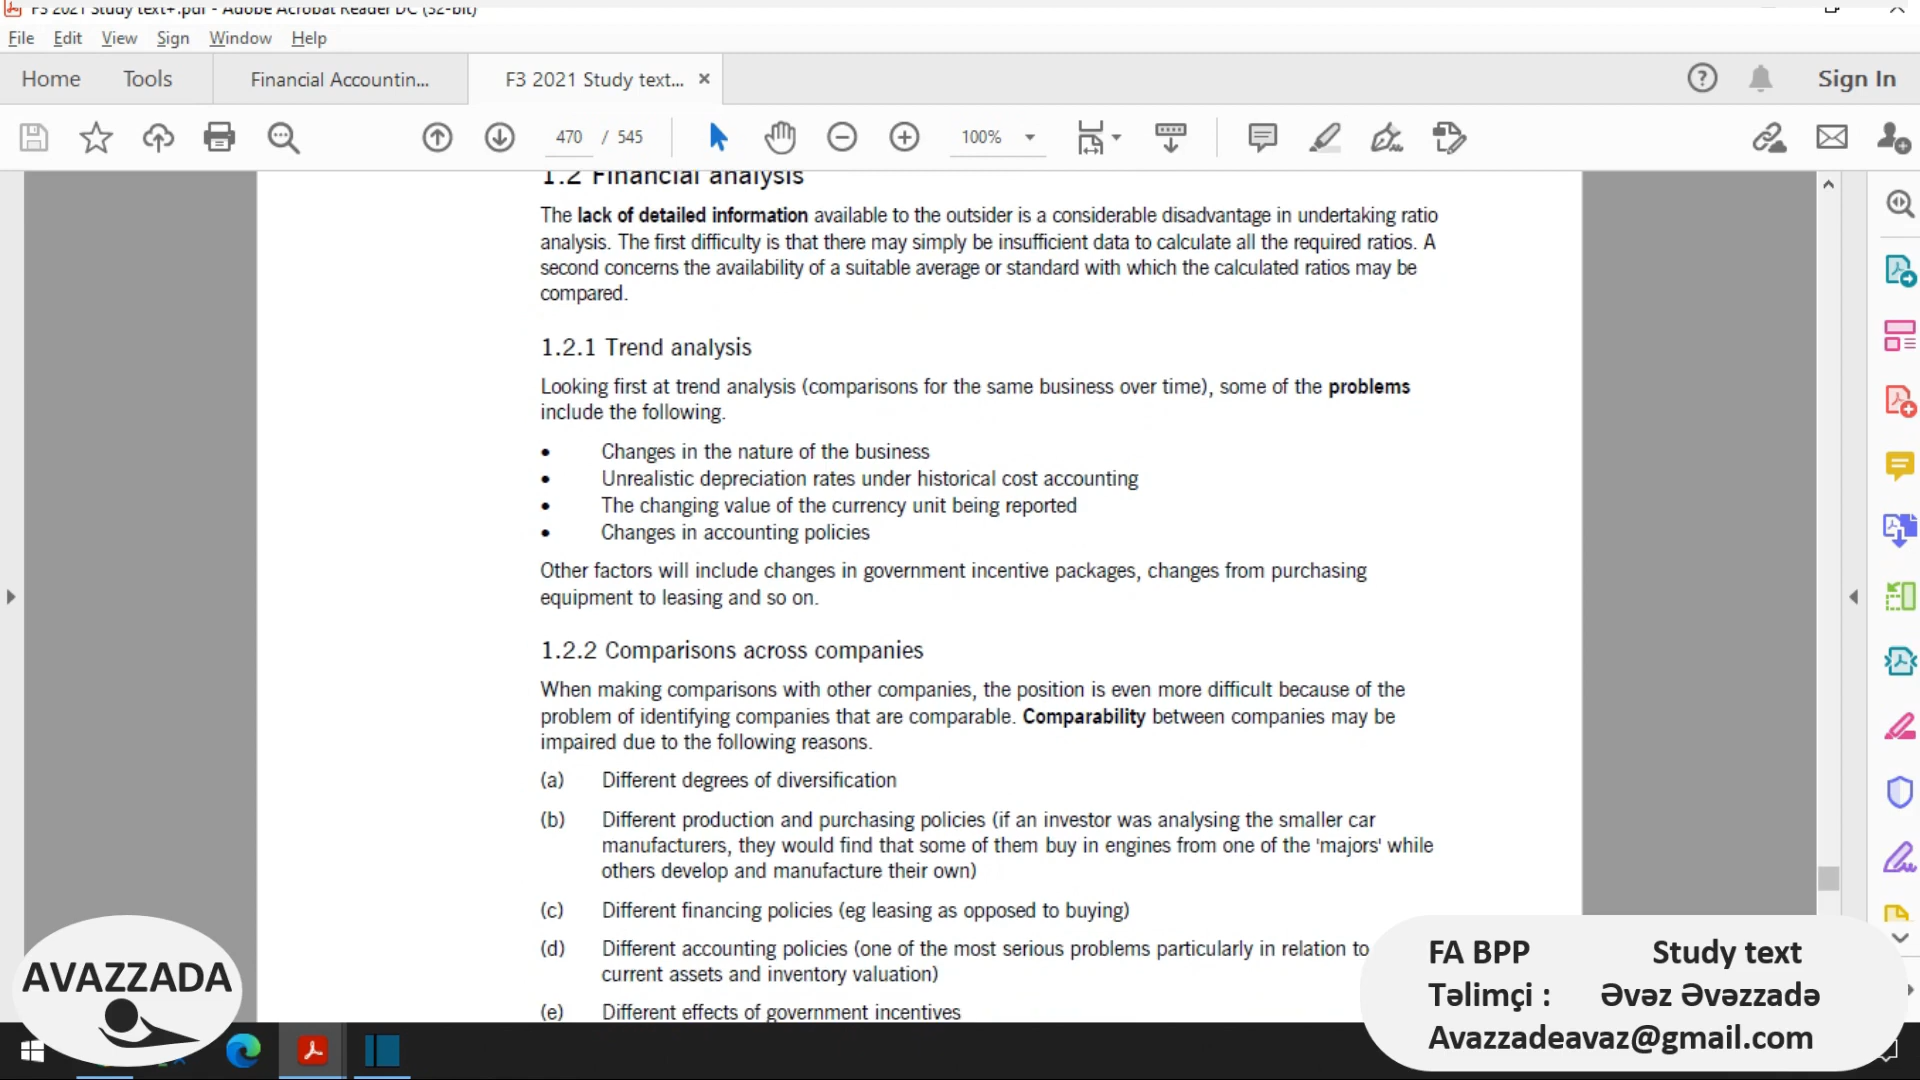 F3 2021 Study text+.pdf - Adobe Acrobat Reader DC (32-bit)
File Edit View Sign Window Help
Home Tools Financial Accountin... F3 2021 Study text... × Sign In
470 / 545 100%
1.2 Financial analysis
The lack of detailed information available to the outsider is a considerable disadvantage in undertaking ratio
analysis. The first difficulty is that there may simply be insufficient data to calculate all the required ratios. A
second concerns the availability of a suitable average or standard with which the calculated ratios may be
compared.
1.2.1 Trend analysis
Looking first at trend analysis (comparisons for the same business over time), some of the problems
include the following.
• Changes in the nature of the business
• Unrealistic depreciation rates under historical cost accounting
• The changing value of the currency unit being reported
• Changes in accounting policies
Other factors will include changes in government incentive packages, changes from purchasing
equipment to leasing and so on.
1.2.2 Comparisons across companies
When making comparisons with other companies, the position is even more difficult because of the
problem of identifying companies that are comparable. Comparability between companies may be
impaired due to the following reasons.
(a) Different degrees of diversification
(b) Different production and purchasing policies (if an investor was analysing the smaller car
manufacturers, they would find that some of them buy in engines from one of the 'majors' while
others develop and manufacture their own)
(c) Different financing policies (eg leasing as opposed to buying)
(d) Different accounting policies (one of the most serious problems particularly in relation to
current assets and inventory valuation)
(e) Different effects of government incentives
AVAZZADA
FA BPP Study text
Təlimçi : Əvəz Əvəzzadə
Avazzadeavaz@gmail.com